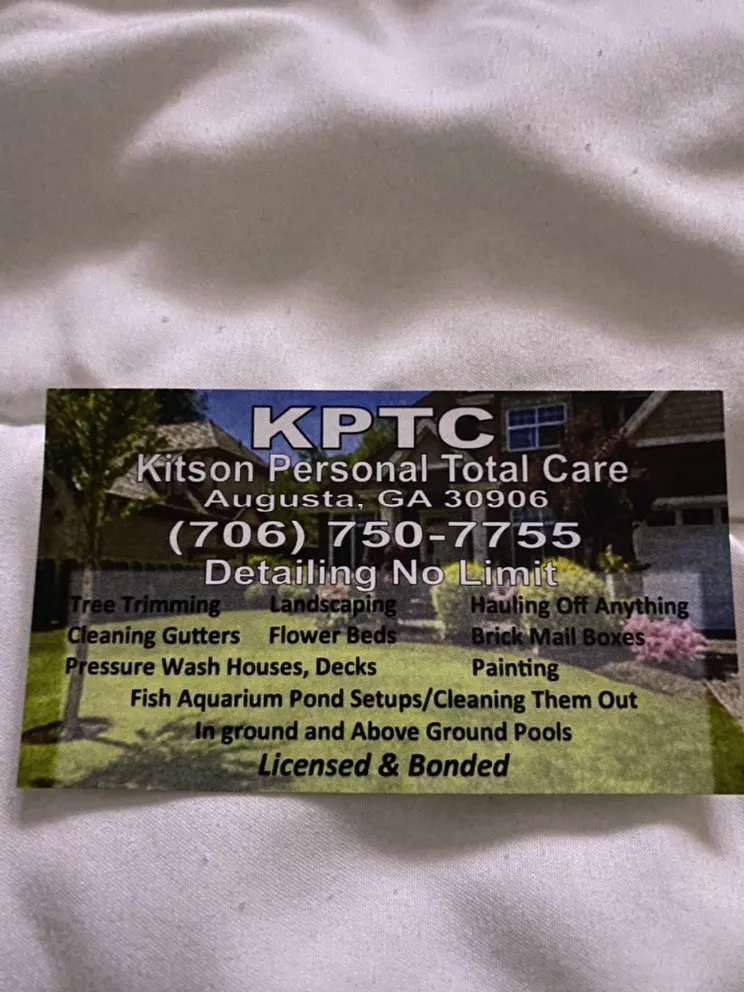 KPTC
Kitson Personal Total Care
Augusta, GA 30906
(706) 750-7755
Detailing No Limit
Tree Trimming Landscaping Hauling Off Anything
Cleaning Gutters Flower Beds Brick Mail Boxes
Pressure Wash Houses, Decks Painting
Fish Aquarium Pond Setups/Cleaning Them Out
In ground and Above Ground Pools
Licensed & Bonded